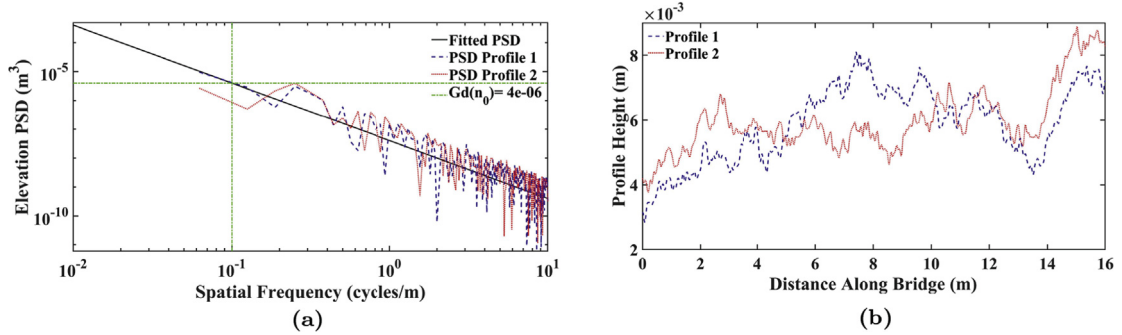 Fitted PSD
PSD Profile 1
PSD Profile 2
Gd(n₀)= 4e-06
Elevation PSD (m³)
10⁻⁵
10⁻¹⁰
10⁻² 10⁻¹ 10⁰ 10¹
Spatial Frequency (cycles/m)
(a)
×10⁻³
Profile 1
Profile 2
Profile Height (m)
8
6
4
2
0 2 4 6 8 10 12 14 16
Distance Along Bridge (m)
(b)